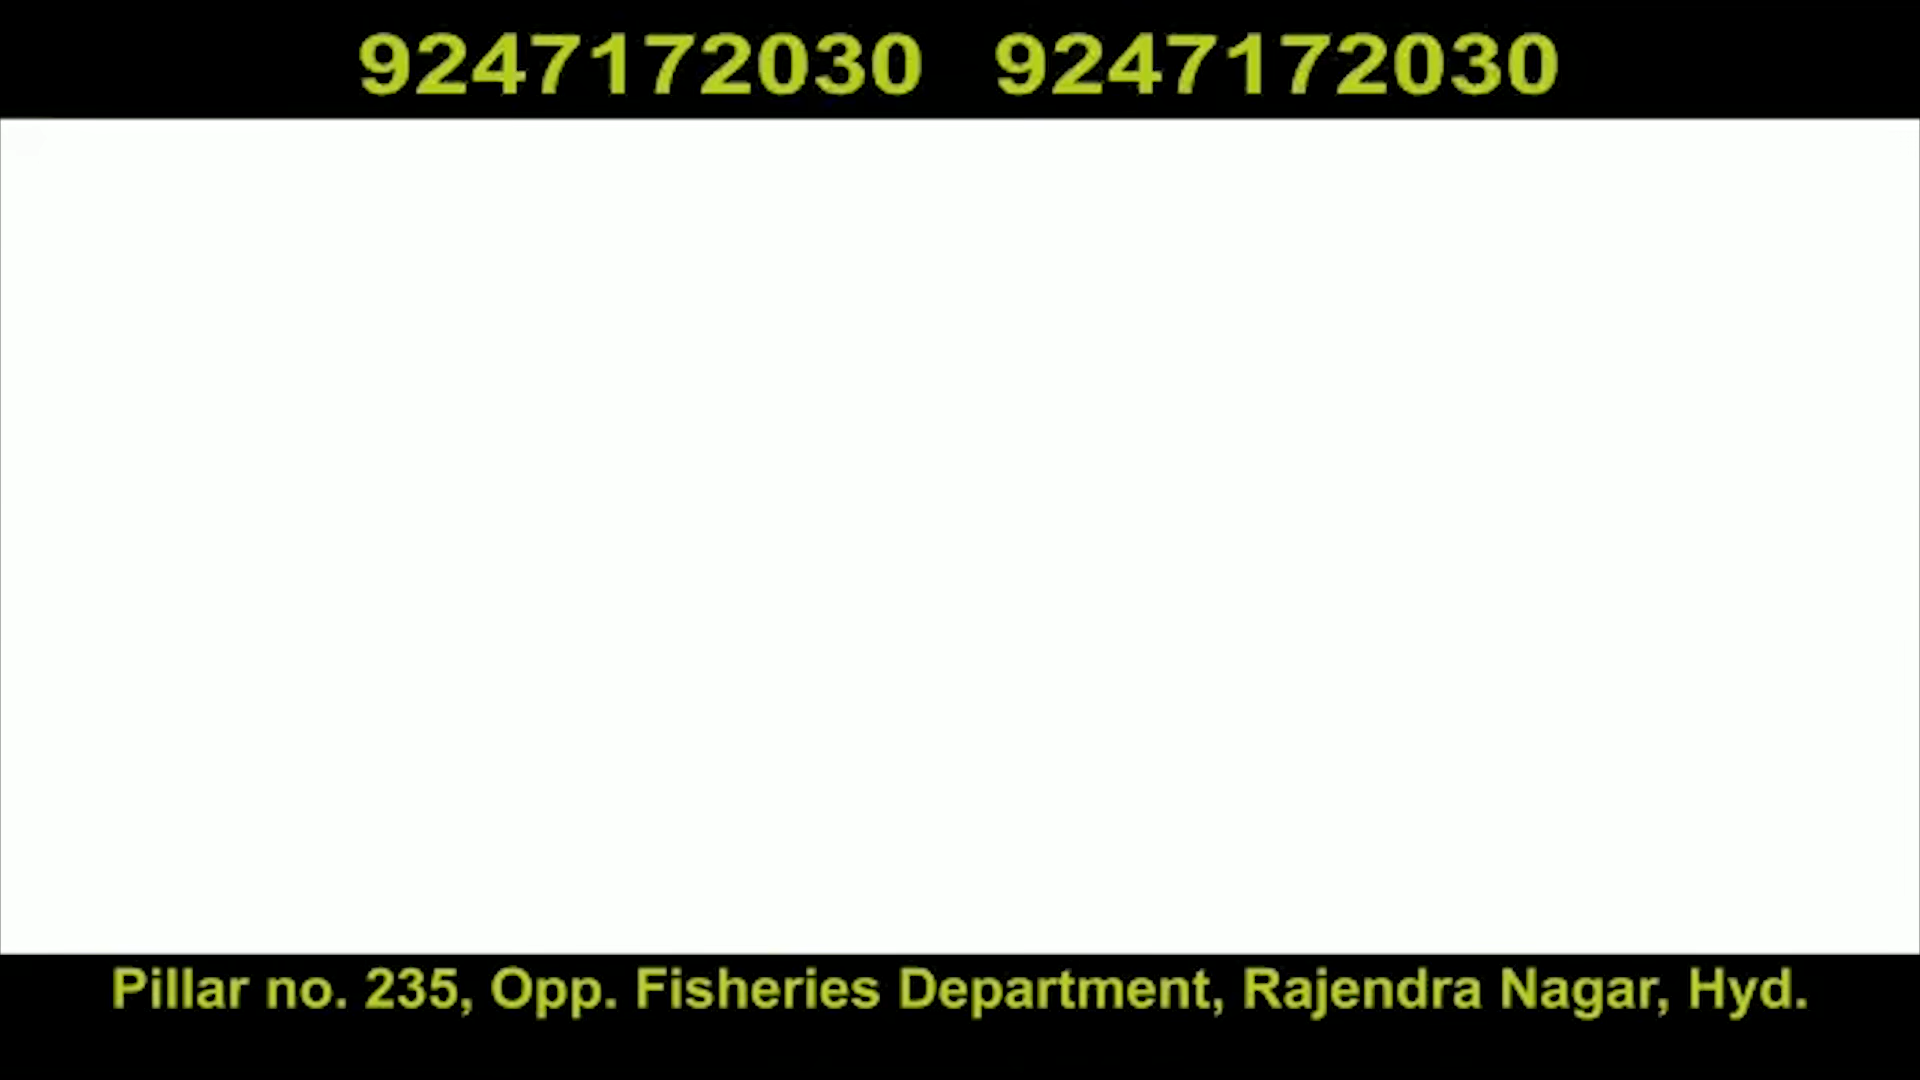 9247172030 9247172030
Pillar no. 235, Opp. Fisheries Department, Rajendra Nagar, Hyd.